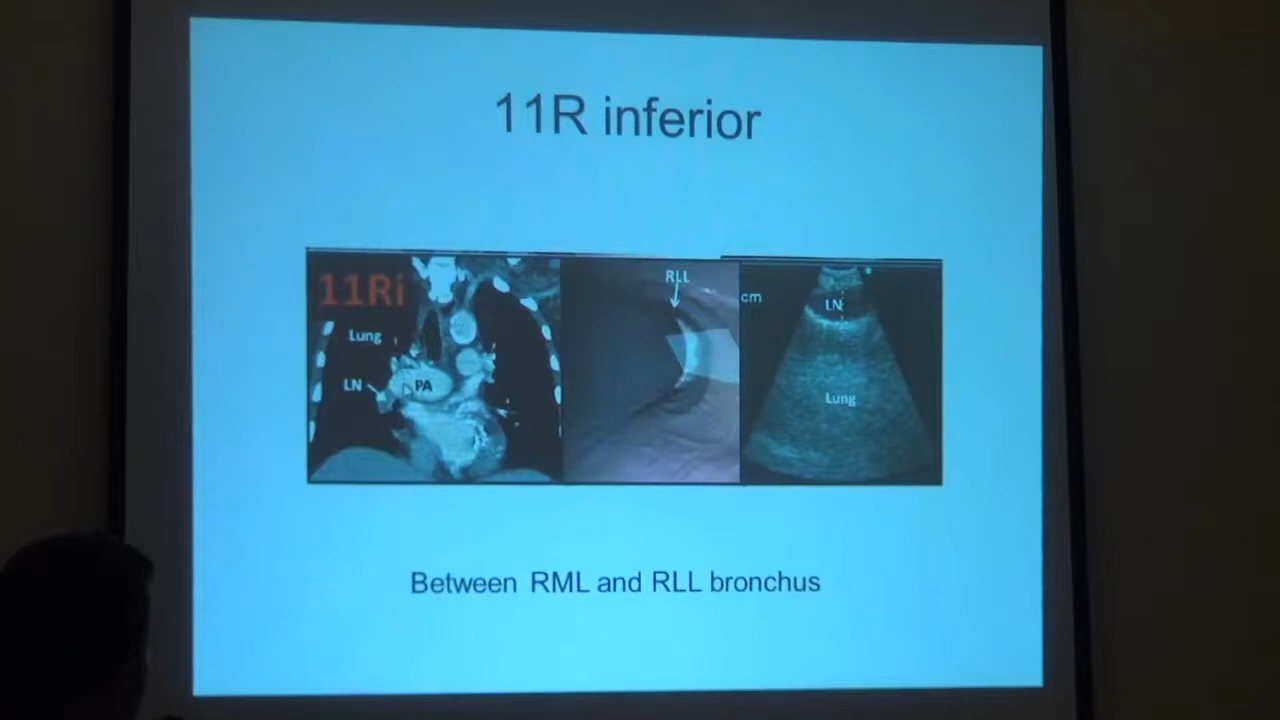 11R inferior
11Ri
Lung
LN
PA
RLL
cm
LN
Lung
Between RML and RLL bronchus